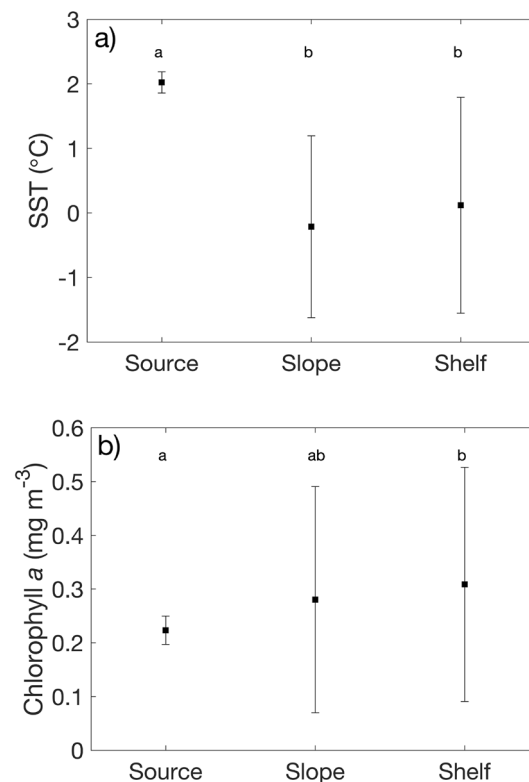 a)
a b b
3
2
1
0
-1
-2
SST (°C)
Source Slope Shelf
b)
a ab b
0.6
0.5
0.4
0.3
0.2
0.1
0
Chlorophyll a (mg m⁻³)
Source Slope Shelf